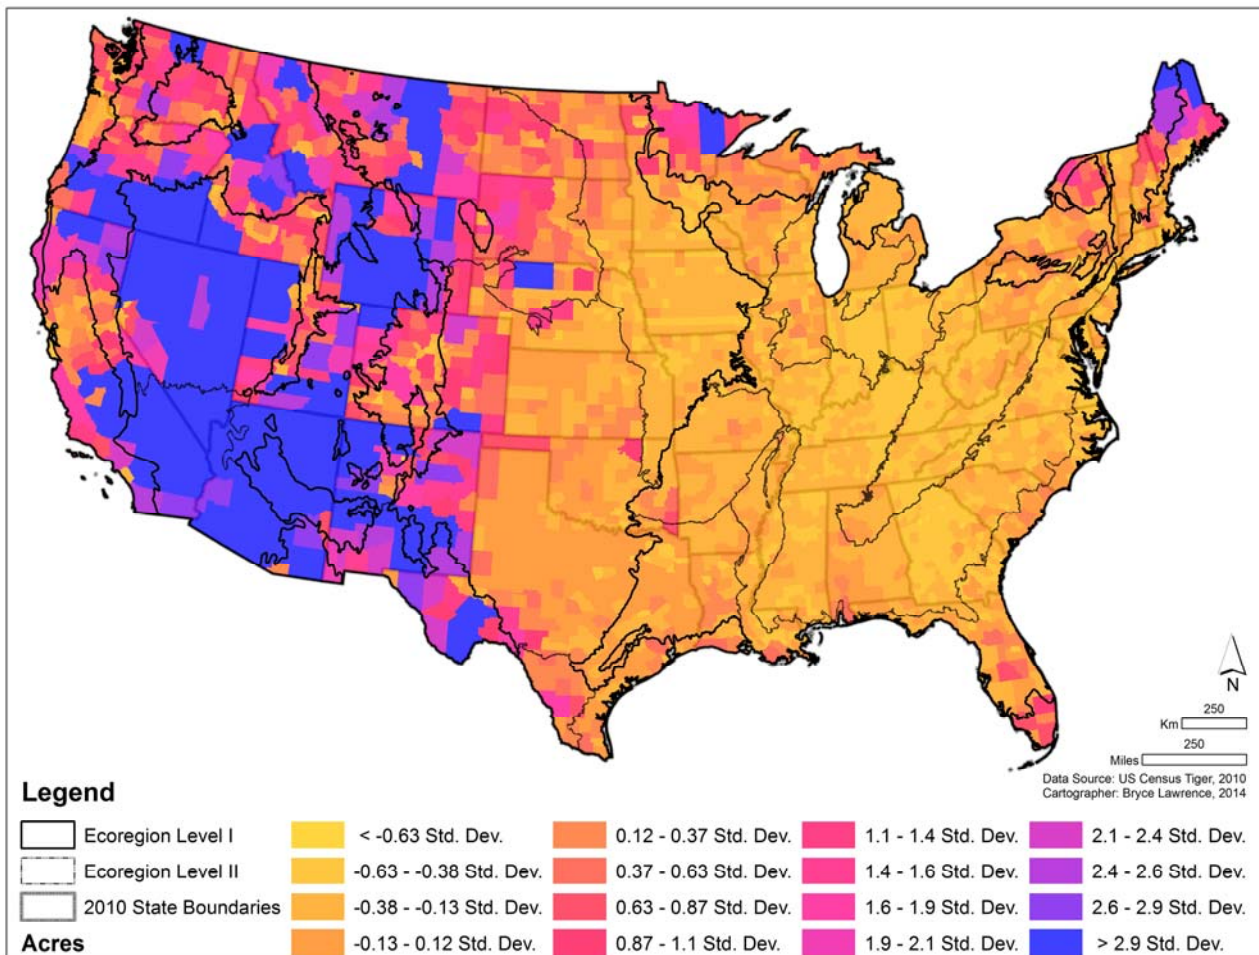 N
250
Km
250
Miles
Data Source: US Census Tiger, 2010
Cartographer: Bryce Lawrence, 2014
Legend
Ecoregion Level I
Ecoregion Level II
2010 State Boundaries
Acres
< -0.63 Std. Dev.
-0.63 - -0.38 Std. Dev.
-0.38 - -0.13 Std. Dev.
-0.13 - 0.12 Std. Dev.
0.12 - 0.37 Std. Dev.
0.37 - 0.63 Std. Dev.
0.63 - 0.87 Std. Dev.
0.87 - 1.1 Std. Dev.
1.1 - 1.4 Std. Dev.
1.4 - 1.6 Std. Dev.
1.6 - 1.9 Std. Dev.
1.9 - 2.1 Std. Dev.
2.1 - 2.4 Std. Dev.
2.4 - 2.6 Std. Dev.
2.6 - 2.9 Std. Dev.
> 2.9 Std. Dev.